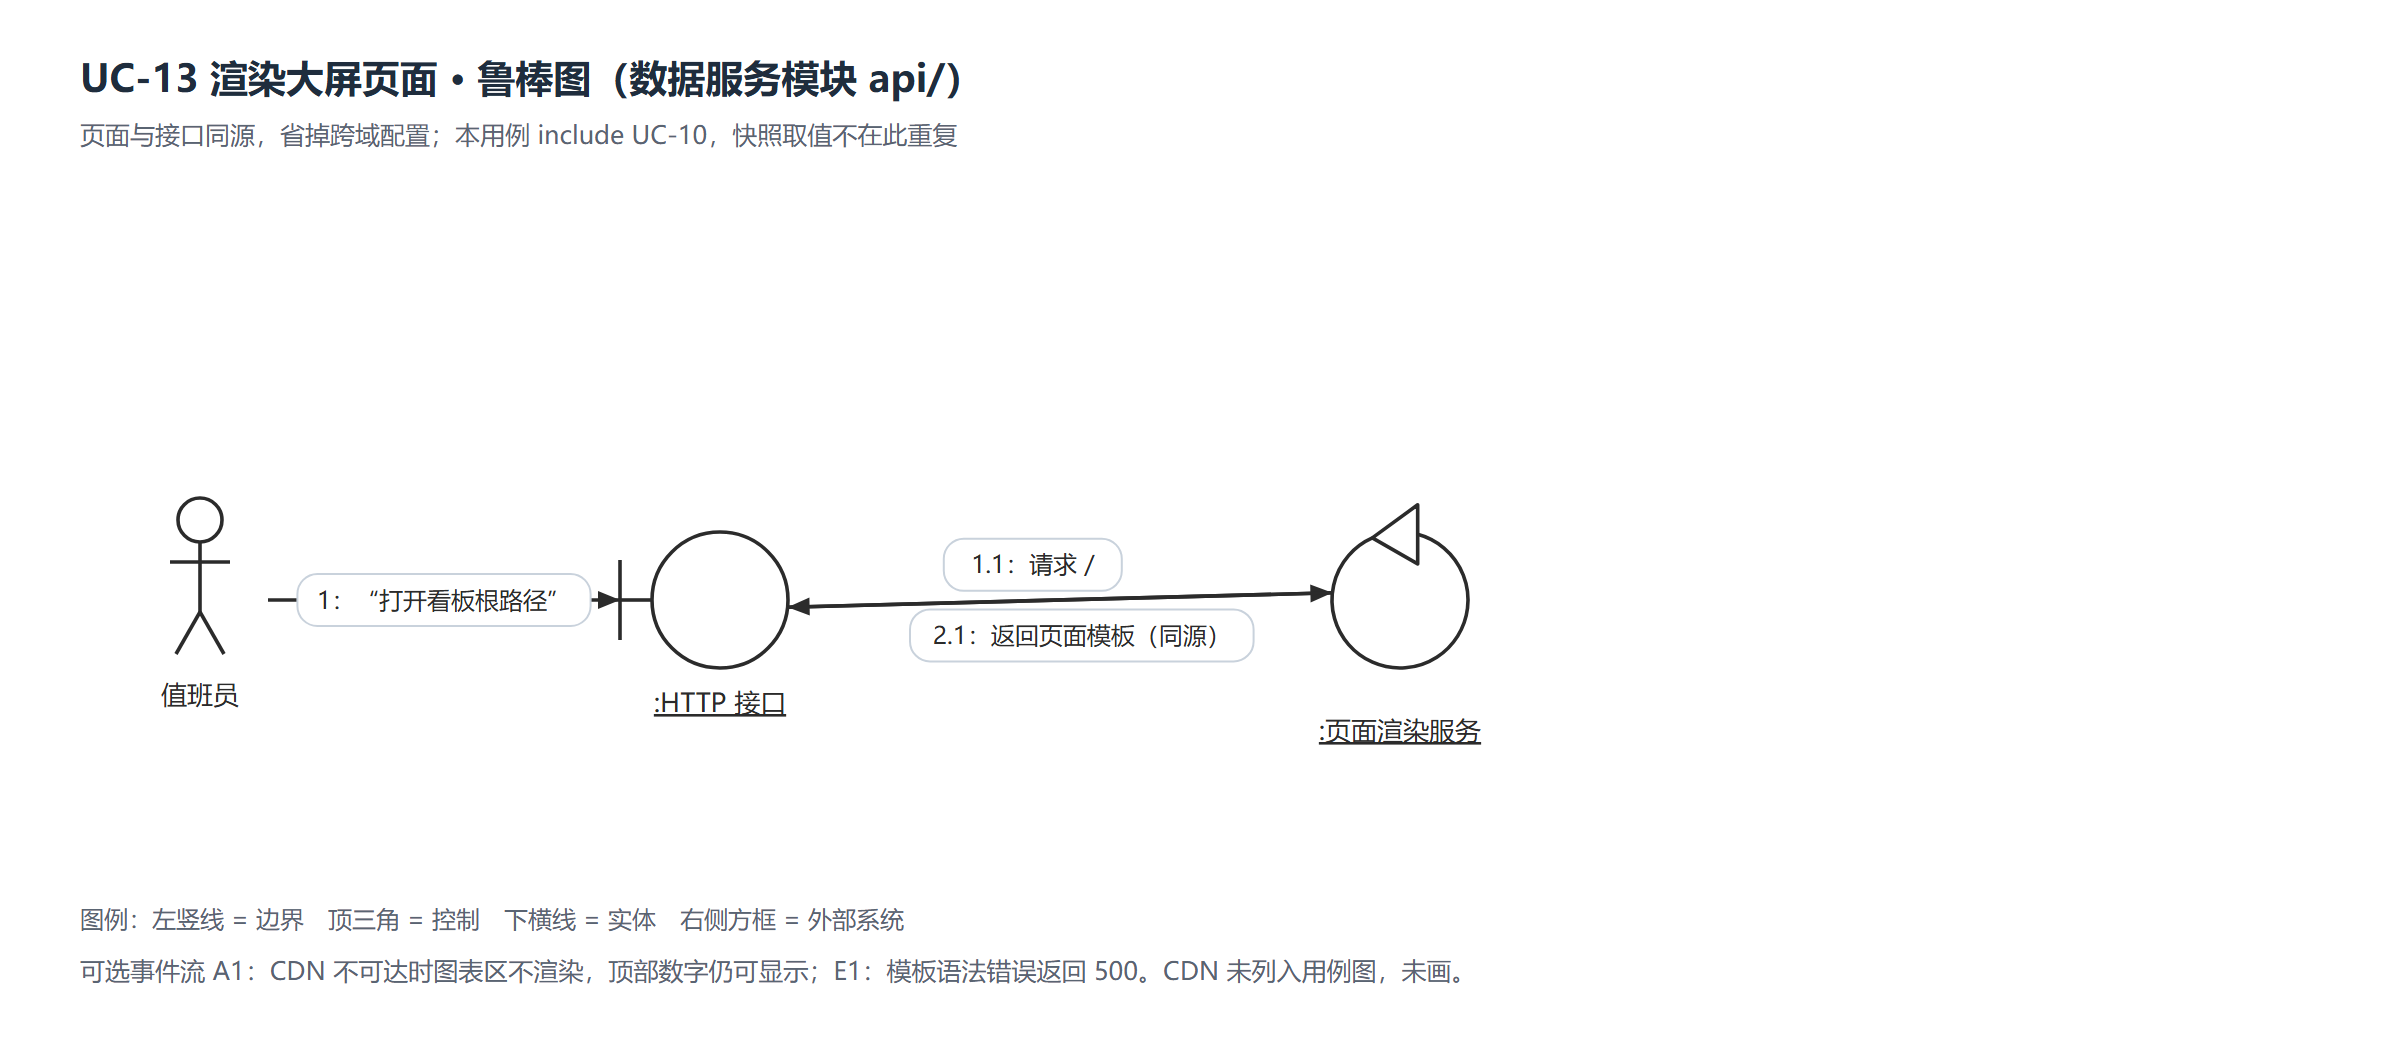 UC-13 渲染大屏页面 • 鲁棒图（数据服务模块 api/）
页面与接口同源，省掉跨域配置；本用例 include UC-10，快照取值不在此重复
1：“打开看板根路径”
1.1：请求 /
2.1：返回页面模板（同源）
值班员
:HTTP 接口
:页面渲染服务
图例：左竖线 = 边界　顶三角 = 控制　下横线 = 实体　右侧方框 = 外部系统
可选事件流 A1：CDN 不可达时图表区不渲染，顶部数字仍可显示；E1：模板语法错误返回 500。CDN 未列入用例图，未画。